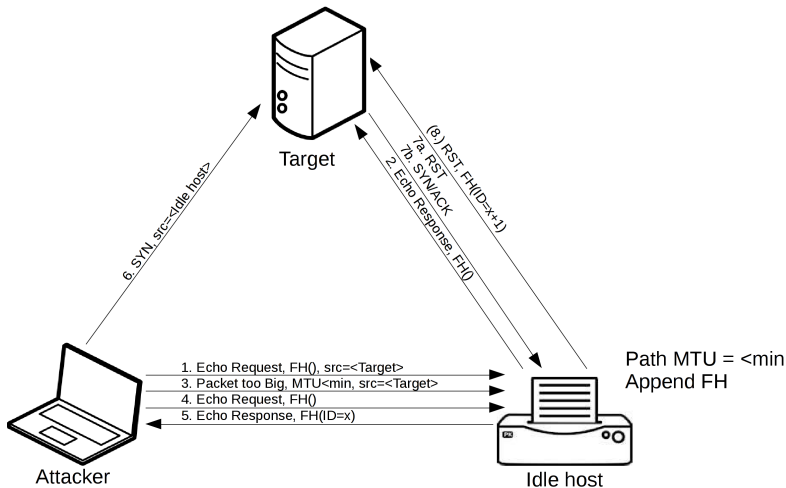 Target
(8.) RST, FH(ID=x+1)
7a. RST
7b. SYN/ACK
2. Echo Response, FH()
6. SYN, src=<Idle host>
1. Echo Request, FH(), src=<Target>
3. Packet too Big, MTU<min, src=<Target>
4. Echo Request, FH()
5. Echo Response, FH(ID=x)
Path MTU = <min
Append FH
Attacker
Idle host